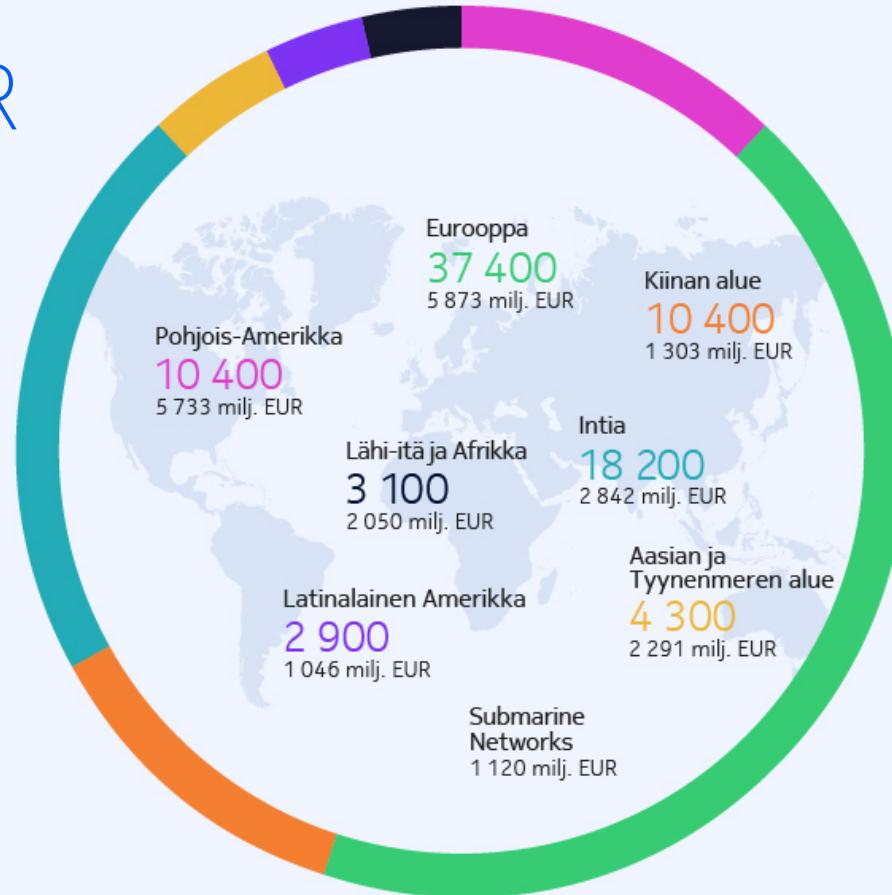 R
Eurooppa
37 400
5 873 milj. EUR
Kiinan alue
10 400
1 303 milj. EUR
Pohjois-Amerikka
10 400
5 733 milj. EUR
Intia
18 200
2 842 milj. EUR
Lähi-itä ja Afrikka
3 100
2 050 milj. EUR
Aasian ja
Tyynenmeren alue
4 300
2 291 milj. EUR
Latinalainen Amerikka
2 900
1 046 milj. EUR
Submarine
Networks
1 120 milj. EUR